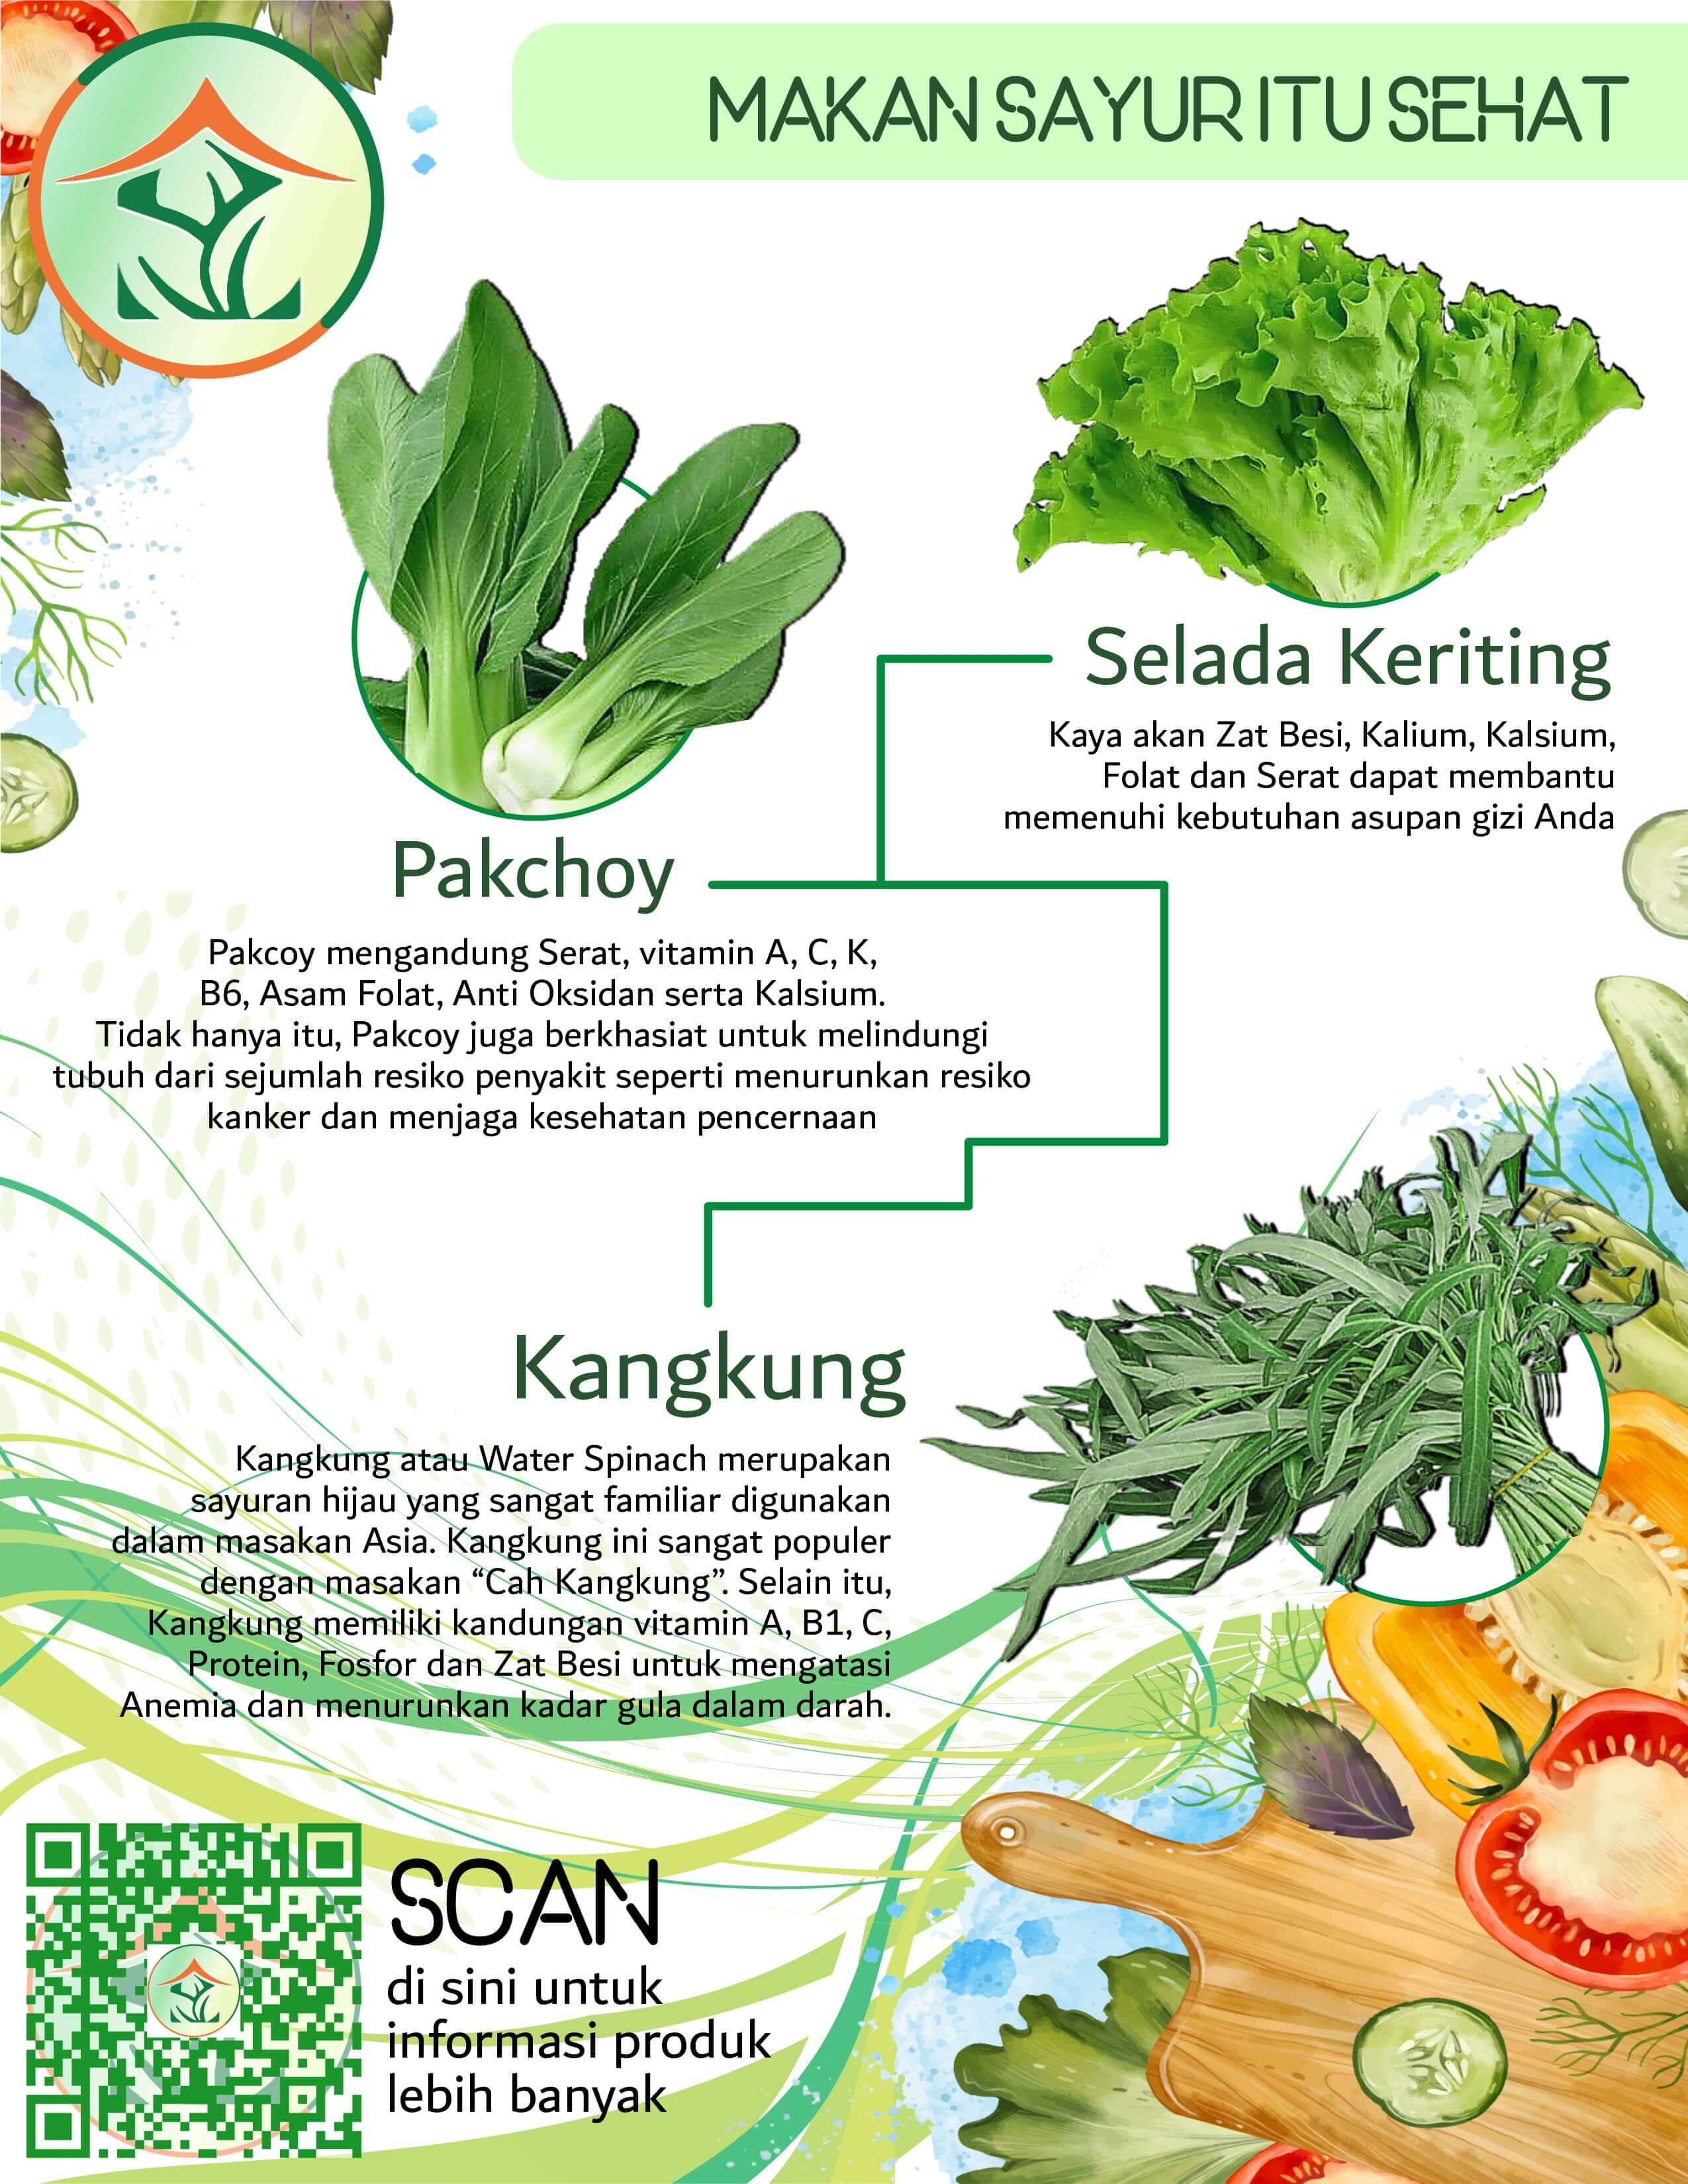 MAKAN SAYUR ITU SEHAT
Selada Keriting
Kaya akan Zat Besi, Kalium, Kalsium,
Folat dan Serat dapat membantu
memenuhi kebutuhan asupan gizi Anda
Pakchoy
Pakcoy mengandung Serat, vitamin A, C, K,
B6, Asam Folat, Anti Oksidan serta Kalsium.
Tidak hanya itu, Pakcoy juga berkhasiat untuk melindungi
tubuh dari sejumlah resiko penyakit seperti menurunkan resiko
kanker dan menjaga kesehatan pencernaan
Kangkung
Kangkung atau Water Spinach merupakan
sayuran hijau yang sangat familiar digunakan
dalam masakan Asia. Kangkung ini sangat populer
dengan masakan “Cah Kangkung”. Selain itu,
Kangkung memiliki kandungan vitamin A, B1, C,
Protein, Fosfor dan Zat Besi untuk mengatasi
Anemia dan menurunkan kadar gula dalam darah.
SCAN
di sini untuk
informasi produk
lebih banyak